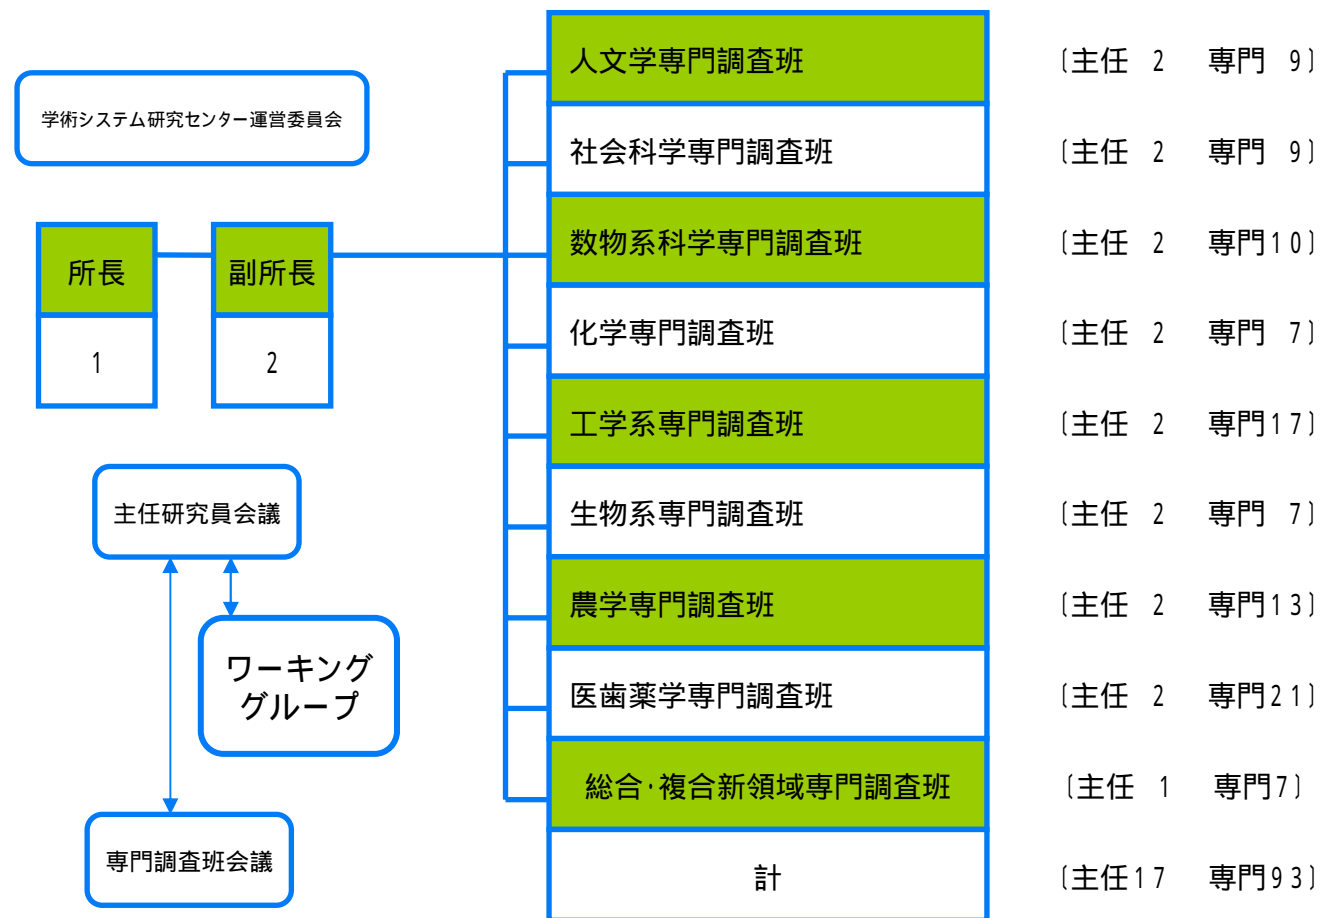 学術システム研究センター運営委員会
所長
1
副所長
2
主任研究員会議
ワーキング
グループ
専門調査班会議
人文学専門調査班 〔主任 2 専門 9〕
社会科学専門調査班 〔主任 2 専門 9〕
数物系科学専門調査班 〔主任 2 専門10〕
化学専門調査班 〔主任 2 専門 7〕
工学系専門調査班 〔主任 2 専門17〕
生物系専門調査班 〔主任 2 専門 7〕
農学専門調査班 〔主任 2 専門13〕
医歯薬学専門調査班 〔主任 2 専門21〕
総合・複合新領域専門調査班 〔主任 1 専門7〕
計 〔主任17 専門93〕